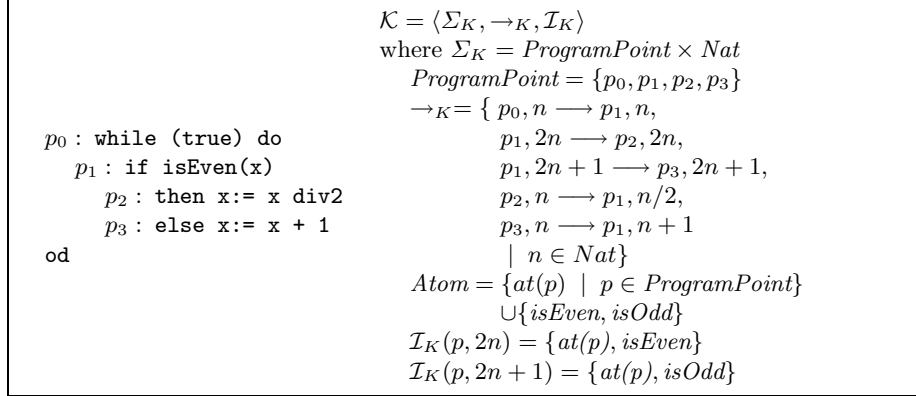 𝒦 = ⟨Σ_K, →_K, ℐ_K⟩
where Σ_K = ProgramPoint × Nat
ProgramPoint = {p₀, p₁, p₂, p₃}
→_K= { p₀, n ⟶ p₁, n,
p₀ : while (true) do p₁, 2n ⟶ p₂, 2n,
p₁ : if isEven(x) p₁, 2n + 1 ⟶ p₃, 2n + 1,
p₂ : then x:= x div2 p₂, n ⟶ p₁, n/2,
p₃ : else x:= x + 1 p₃, n ⟶ p₁, n + 1
od | n ∈ Nat}
Atom = {at(p) | p ∈ ProgramPoint}
∪{isEven, isOdd}
ℐ_K(p, 2n) = {at(p), isEven}
ℐ_K(p, 2n + 1) = {at(p), isOdd}